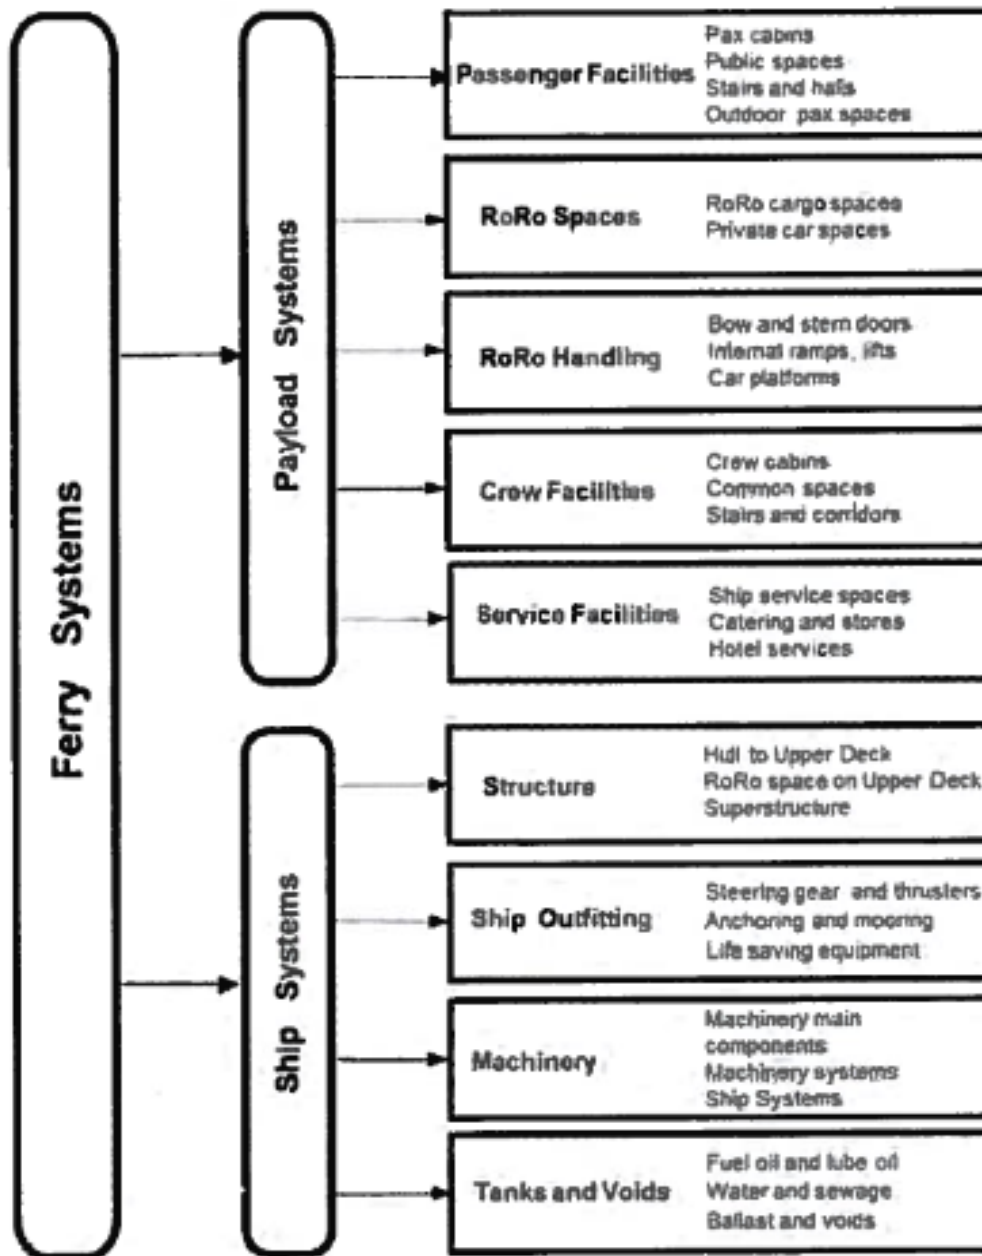 Ferry Systems
Payload Systems
Passenger Facilities
Pax cabins
Public spaces
Stairs and halls
Outdoor pax spaces
RoRo Spaces
RoRo cargo spaces
Private car spaces
RoRo Handling
Bow and stern doors
Internal ramps, lifts
Car platforms
Crew Facilities
Crew cabins
Common spaces
Stairs and corridors
Service Facilities
Ship service spaces
Catering and stores
Hotel services
Ship Systems
Structure
Hull to Upper Deck
RoRo space on Upper Deck
Superstructure
Ship Outfitting
Steering gear and thrusters
Anchoring and mooring
Life saving equipment
Machinery
Machinery main
components
Machinery systems
Ship Systems
Tanks and Voids
Fuel oil and lube oil
Water and sewage
Ballast and voids